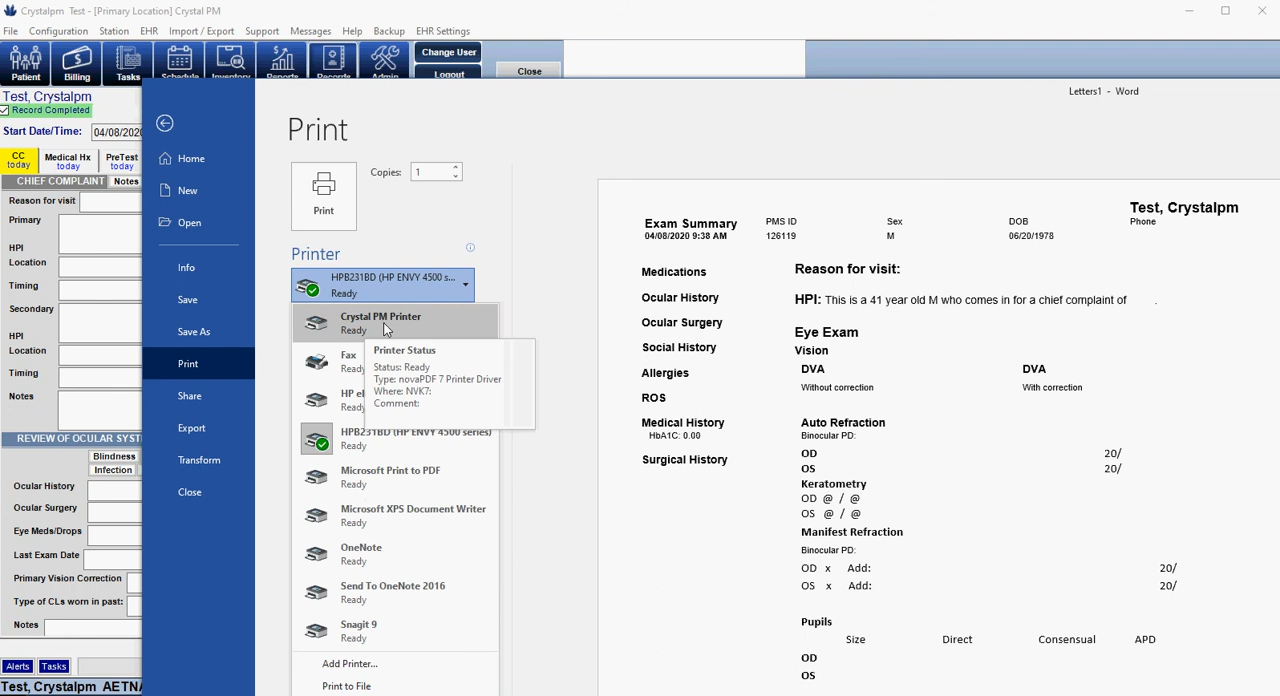 Crystalpm Test - [Primary Location] Crystal PM
File Configuration Station EHR Import / Export Support Messages Help Backup EHR Settings
Patient Billing Tasks Schedule Inventory Reports Records Admin Change User
Logout Close
Test, Crystalpm
Record Completed
Start Date/Time: 04/08/2020
CC today Medical Hx today PreTest today
CHIEF COMPLAINT Notes
Reason for visit
Primary
HPI
Location
Timing
Secondary
HPI
Location
Timing
Notes
REVIEW OF OCULAR SYST
Blindness
Infection
Ocular History
Ocular Surgery
Eye Meds/Drops
Last Exam Date
Primary Vision Correction
Type of CLs worn in past:
Notes
Alerts Tasks
Test, Crystalpm AETNA
Home
New
Open
Info
Save
Save As
Print
Share
Export
Transform
Close
Letters1 - Word
Print
Print
Copies: 1
Printer
HPB231BD (HP ENVY 4500 s...
Ready
Crystal PM Printer
Ready
Fax
Ready
HP eP
Ready
Printer Status
Status: Ready
Type: novaPDF 7 Printer Driver
Where: NVK7:
Comment:
HPB231BD (HP ENVY 4500 series)
Ready
Microsoft Print to PDF
Ready
Microsoft XPS Document Writer
Ready
OneNote
Ready
Send To OneNote 2016
Ready
Snagit 9
Ready
Add Printer...
Print to File
Test, Crystalpm
Phone
Exam Summary PMS ID Sex DOB
04/08/2020 9:38 AM 126119 M 06/20/1978
Medications
Ocular History
Ocular Surgery
Social History
Allergies
ROS
Medical History
HbA1C: 0.00
Surgical History
Reason for visit:
HPI: This is a 41 year old M who comes in for a chief complaint of .
Eye Exam
Vision
DVA DVA
Without correction With correction
Auto Refraction
Binocular PD:
OD 20/
OS 20/
Keratometry
OD @ / @
OS @ / @
Manifest Refraction
Binocular PD:
OD x Add: 20/
OS x Add: 20/
Pupils
Size Direct Consensual APD
OD
OS